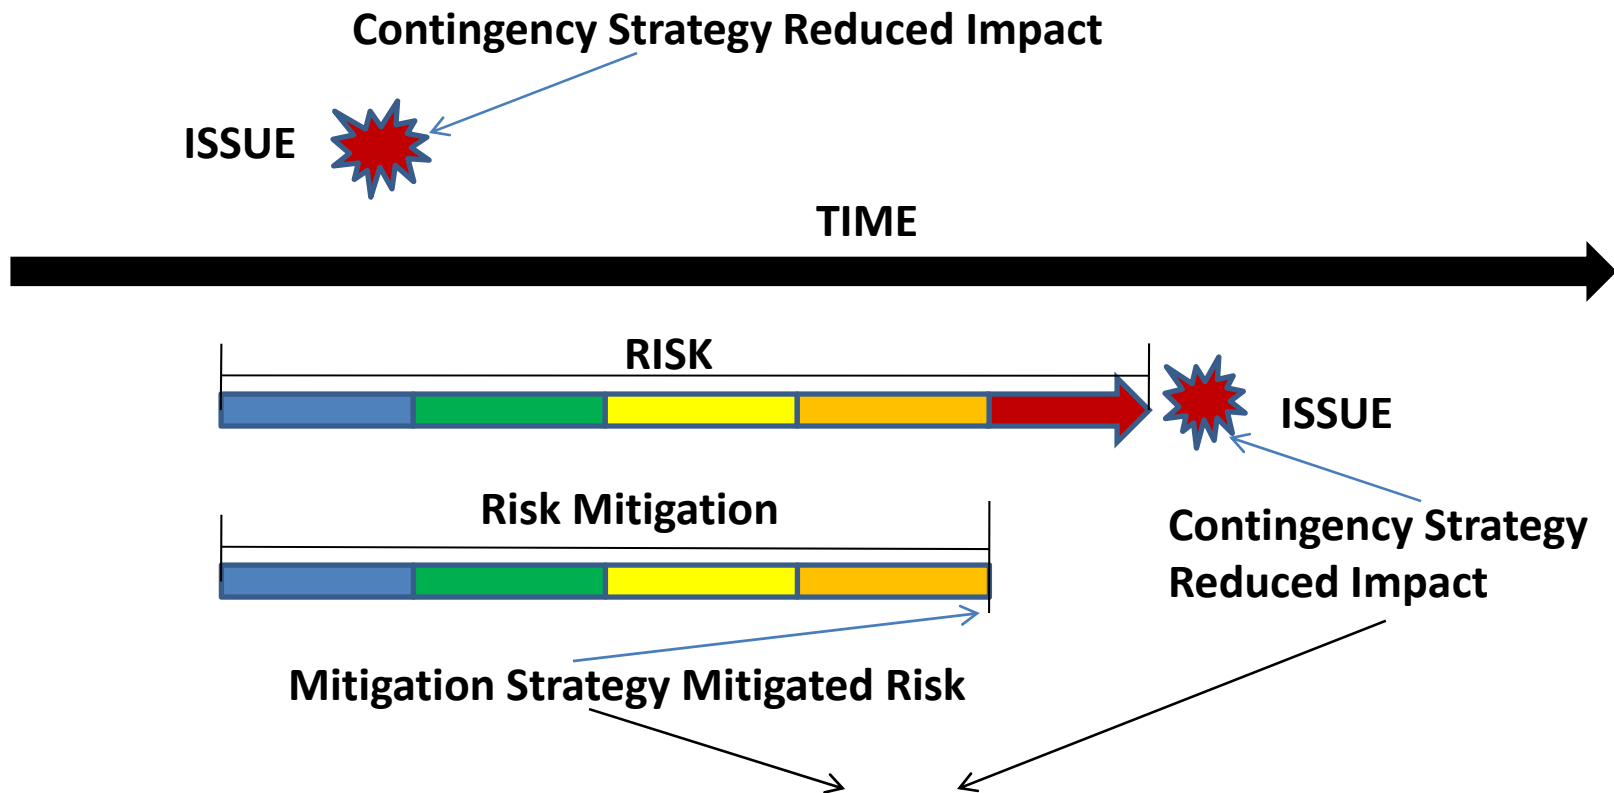 Contingency Strategy Reduced Impact
ISSUE
TIME
RISK
ISSUE
Risk Mitigation
Contingency Strategy
Reduced Impact
Mitigation Strategy Mitigated Risk